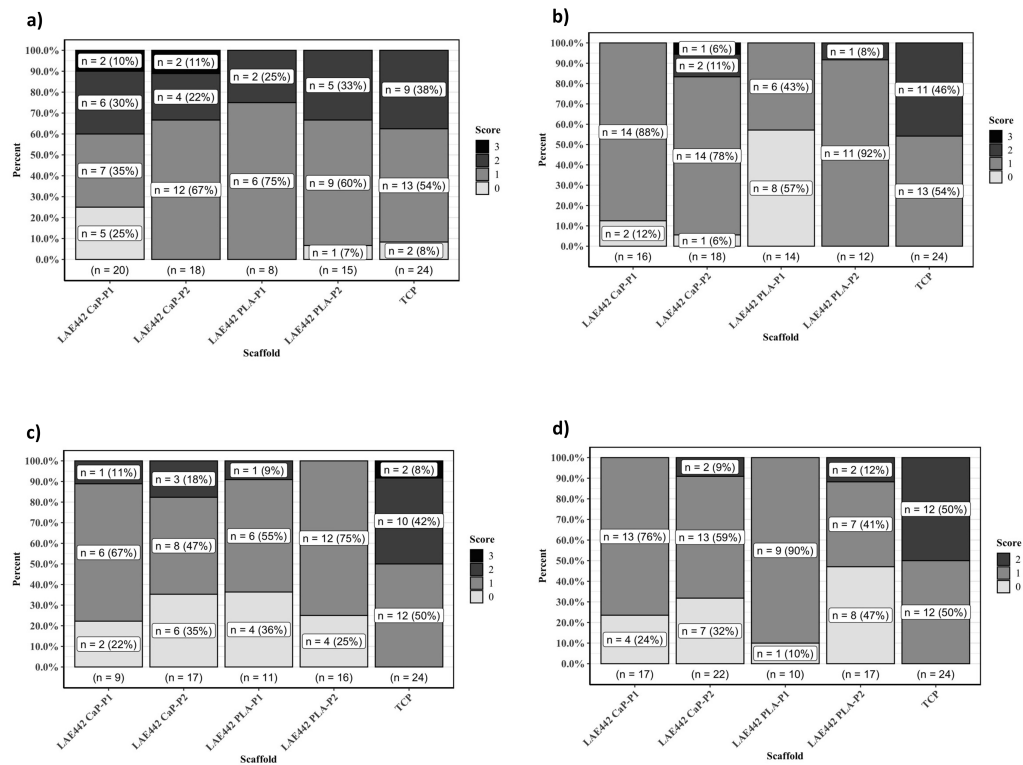 a)
100.0%
90.0%
80.0%
70.0%
60.0%
50.0%
40.0%
30.0%
20.0%
10.0%
0.0%
Percent
n = 2 (10%)
n = 6 (30%)
n = 7 (35%)
n = 5 (25%)
n = 2 (11%)
n = 4 (22%)
n = 12 (67%)
n = 2 (25%)
n = 6 (75%)
n = 5 (33%)
n = 9 (60%)
n = 1 (7%)
n = 9 (38%)
n = 13 (54%)
n = 2 (8%)
(n = 20) (n = 18) (n = 8) (n = 15) (n = 24)
LAE442 CaP-P1
LAE442 CaP-P2
LAE442 PLA-P1
LAE442 PLA-P2
TCP
Scaffold
Score
3
2
1
0
b)
100.0%
90.0%
80.0%
70.0%
60.0%
50.0%
40.0%
30.0%
20.0%
10.0%
0.0%
Percent
n = 14 (88%)
n = 2 (12%)
n = 1 (6%)
n = 2 (11%)
n = 14 (78%)
n = 1 (6%)
n = 6 (43%)
n = 8 (57%)
n = 1 (8%)
n = 11 (92%)
n = 11 (46%)
n = 13 (54%)
(n = 16) (n = 18) (n = 14) (n = 12) (n = 24)
LAE442 CaP-P1
LAE442 CaP-P2
LAE442 PLA-P1
LAE442 PLA-P2
TCP
Scaffold
Score
3
2
1
0
c)
100.0%
90.0%
80.0%
70.0%
60.0%
50.0%
40.0%
30.0%
20.0%
10.0%
0.0%
Percent
n = 1 (11%)
n = 6 (67%)
n = 2 (22%)
n = 3 (18%)
n = 8 (47%)
n = 6 (35%)
n = 1 (9%)
n = 6 (55%)
n = 4 (36%)
n = 12 (75%)
n = 4 (25%)
n = 2 (8%)
n = 10 (42%)
n = 12 (50%)
(n = 9) (n = 17) (n = 11) (n = 16) (n = 24)
LAE442 CaP-P1
LAE442 CaP-P2
LAE442 PLA-P1
LAE442 PLA-P2
TCP
Scaffold
Score
3
2
1
0
d)
100.0%
90.0%
80.0%
70.0%
60.0%
50.0%
40.0%
30.0%
20.0%
10.0%
0.0%
Percent
n = 13 (76%)
n = 4 (24%)
n = 2 (9%)
n = 13 (59%)
n = 7 (32%)
n = 9 (90%)
n = 1 (10%)
n = 2 (12%)
n = 7 (41%)
n = 8 (47%)
n = 12 (50%)
n = 12 (50%)
(n = 17) (n = 22) (n = 10) (n = 17) (n = 24)
LAE442 CaP-P1
LAE442 CaP-P2
LAE442 PLA-P1
LAE442 PLA-P2
TCP
Scaffold
Score
2
1
0